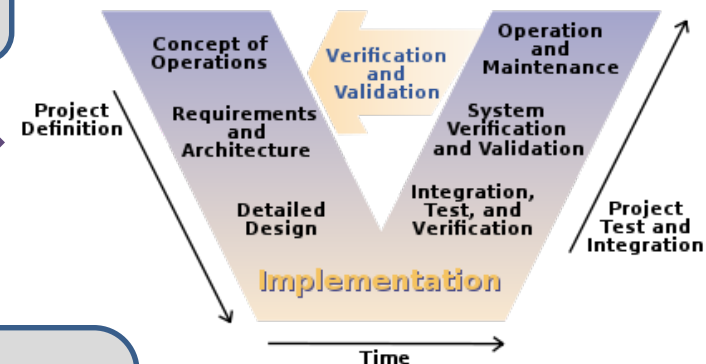 Concept of
Operations
Verification
and
Validation
Operation
and
Maintenance
Project
Definition
Requirements
and
Architecture
System
Verification
and Validation
Detailed
Design
Integration,
Test, and
Verification
Project
Test and
Integration
Implementation
Time